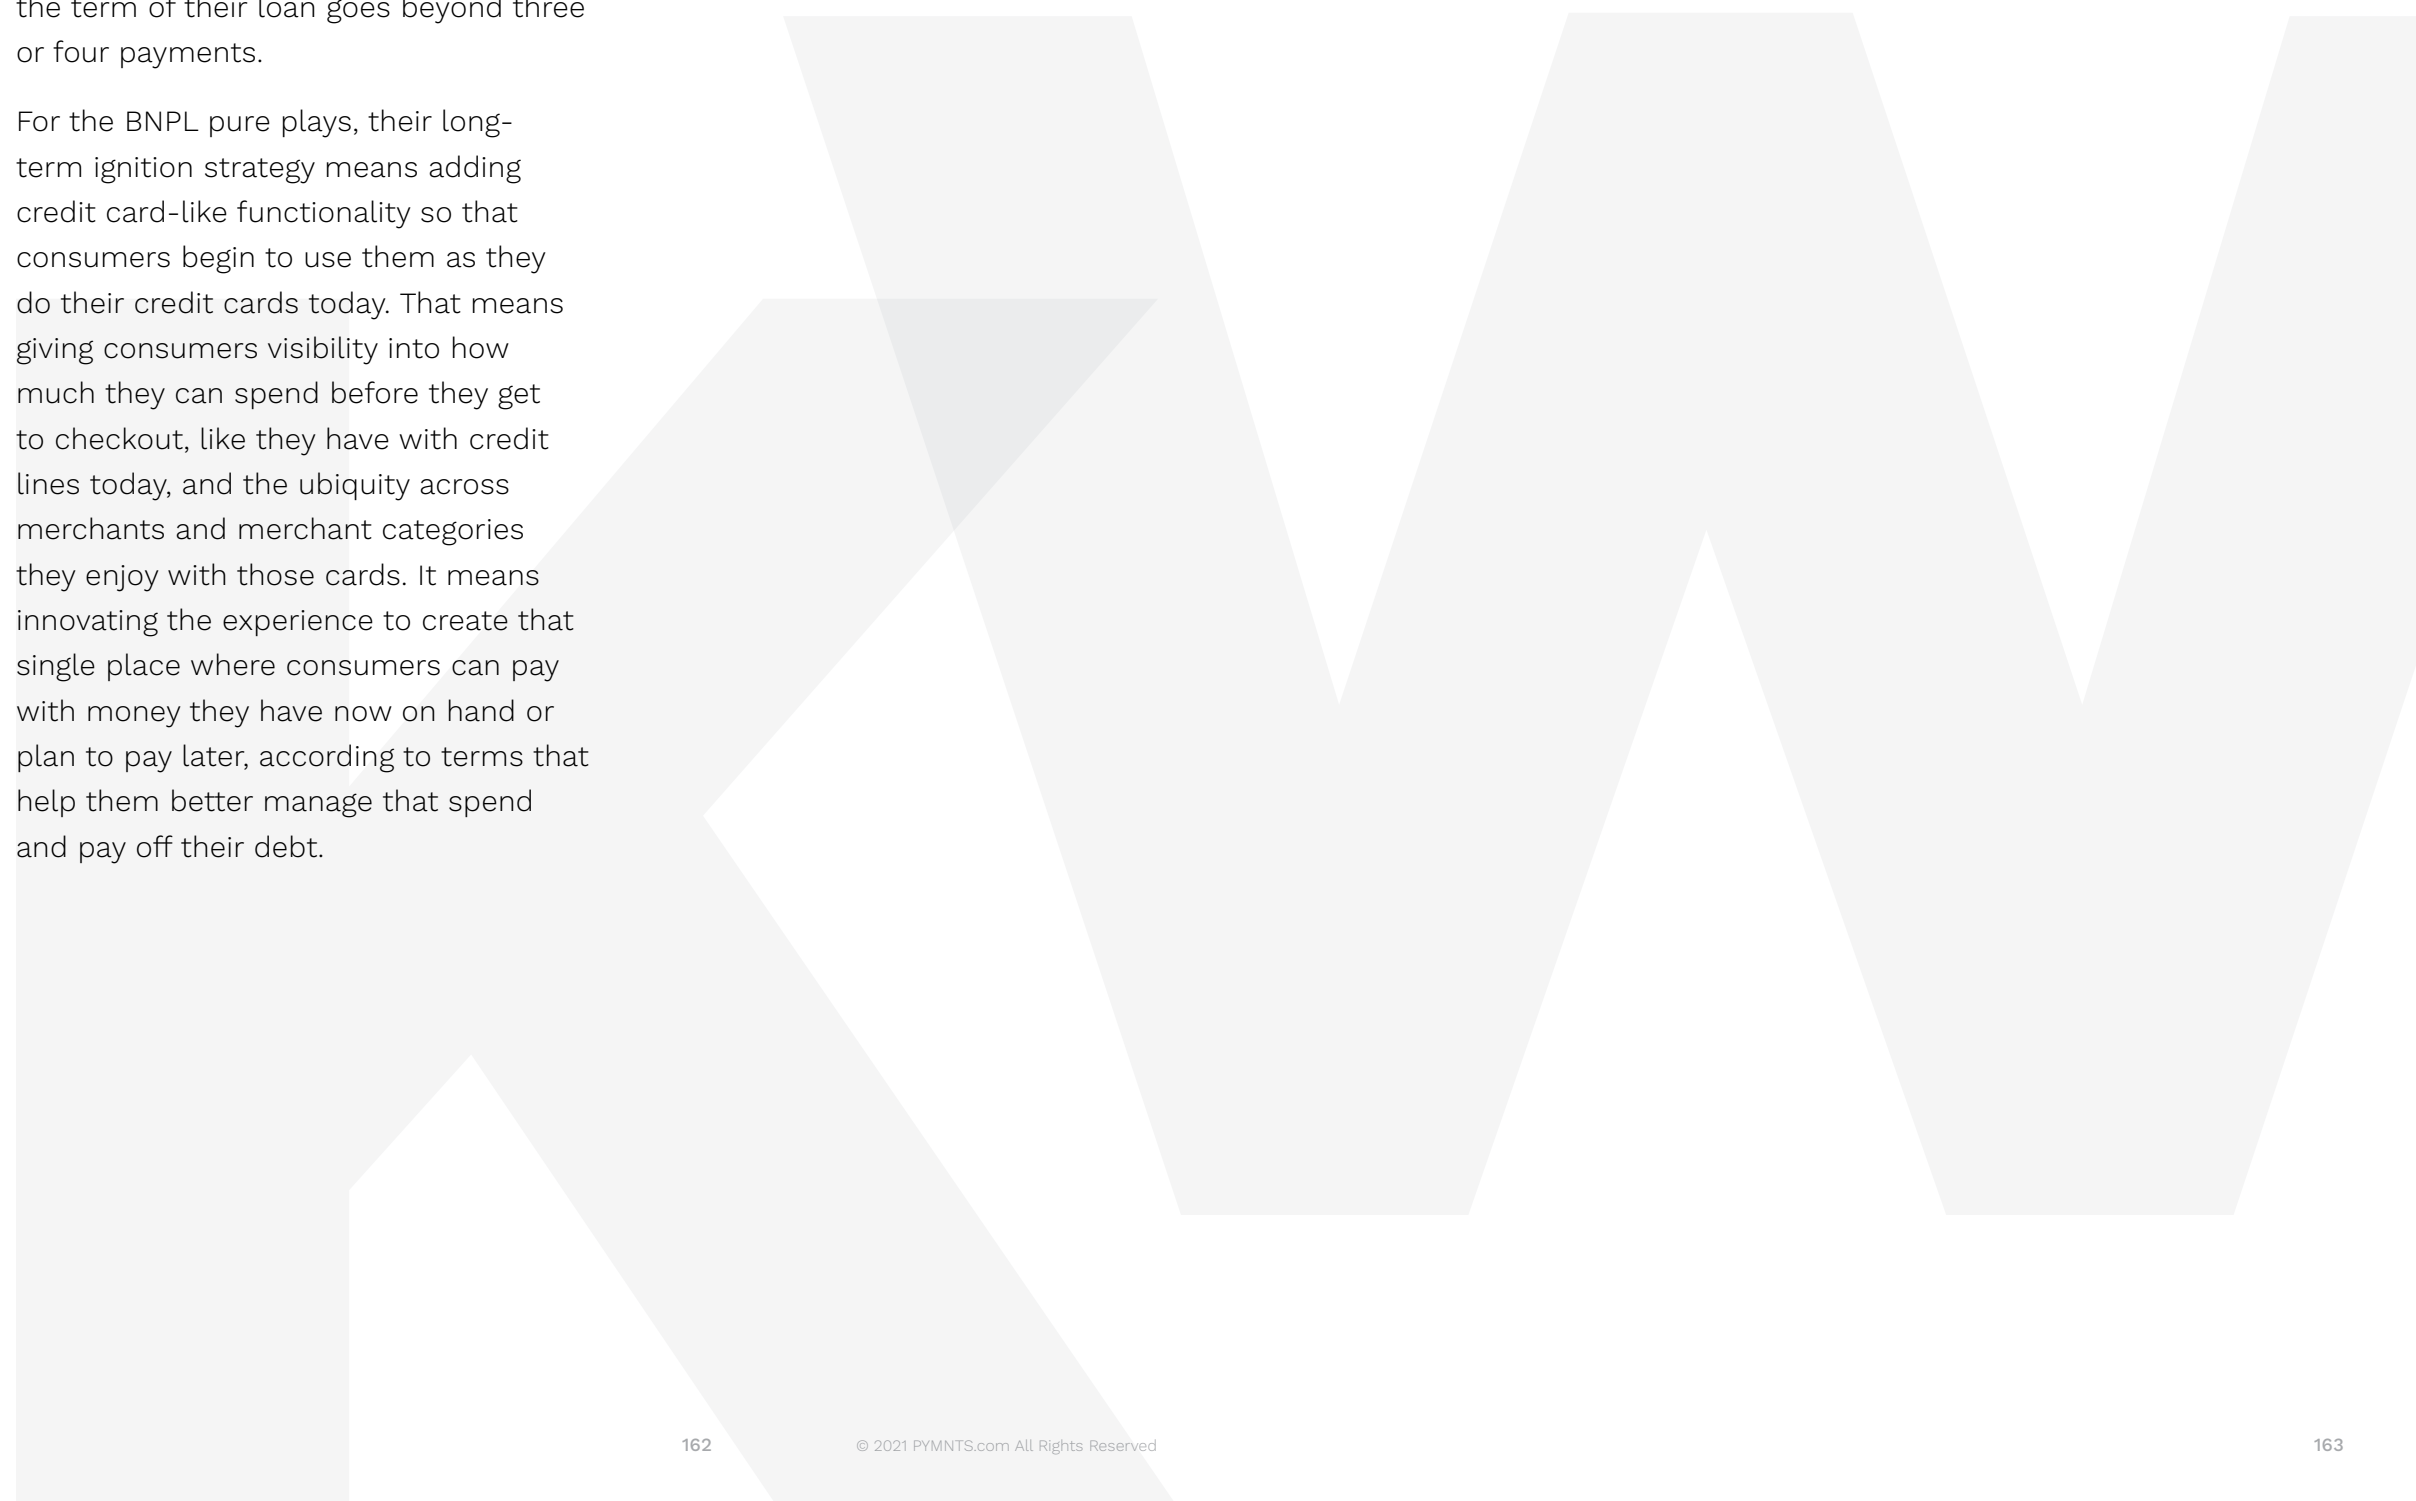 the term of their loan goes beyond three
or four payments.
For the BNPL pure plays, their long-
term ignition strategy means adding
credit card-like functionality so that
consumers begin to use them as they
do their credit cards today. That means
giving consumers visibility into how
much they can spend before they get
to checkout, like they have with credit
lines today, and the ubiquity across
merchants and merchant categories
they enjoy with those cards. It means
innovating the experience to create that
single place where consumers can pay
with money they have now on hand or
plan to pay later, according to terms that
help them better manage that spend
and pay off their debt.
KW
162
© 2021 PYMNTS.com All Rights Reserved
163